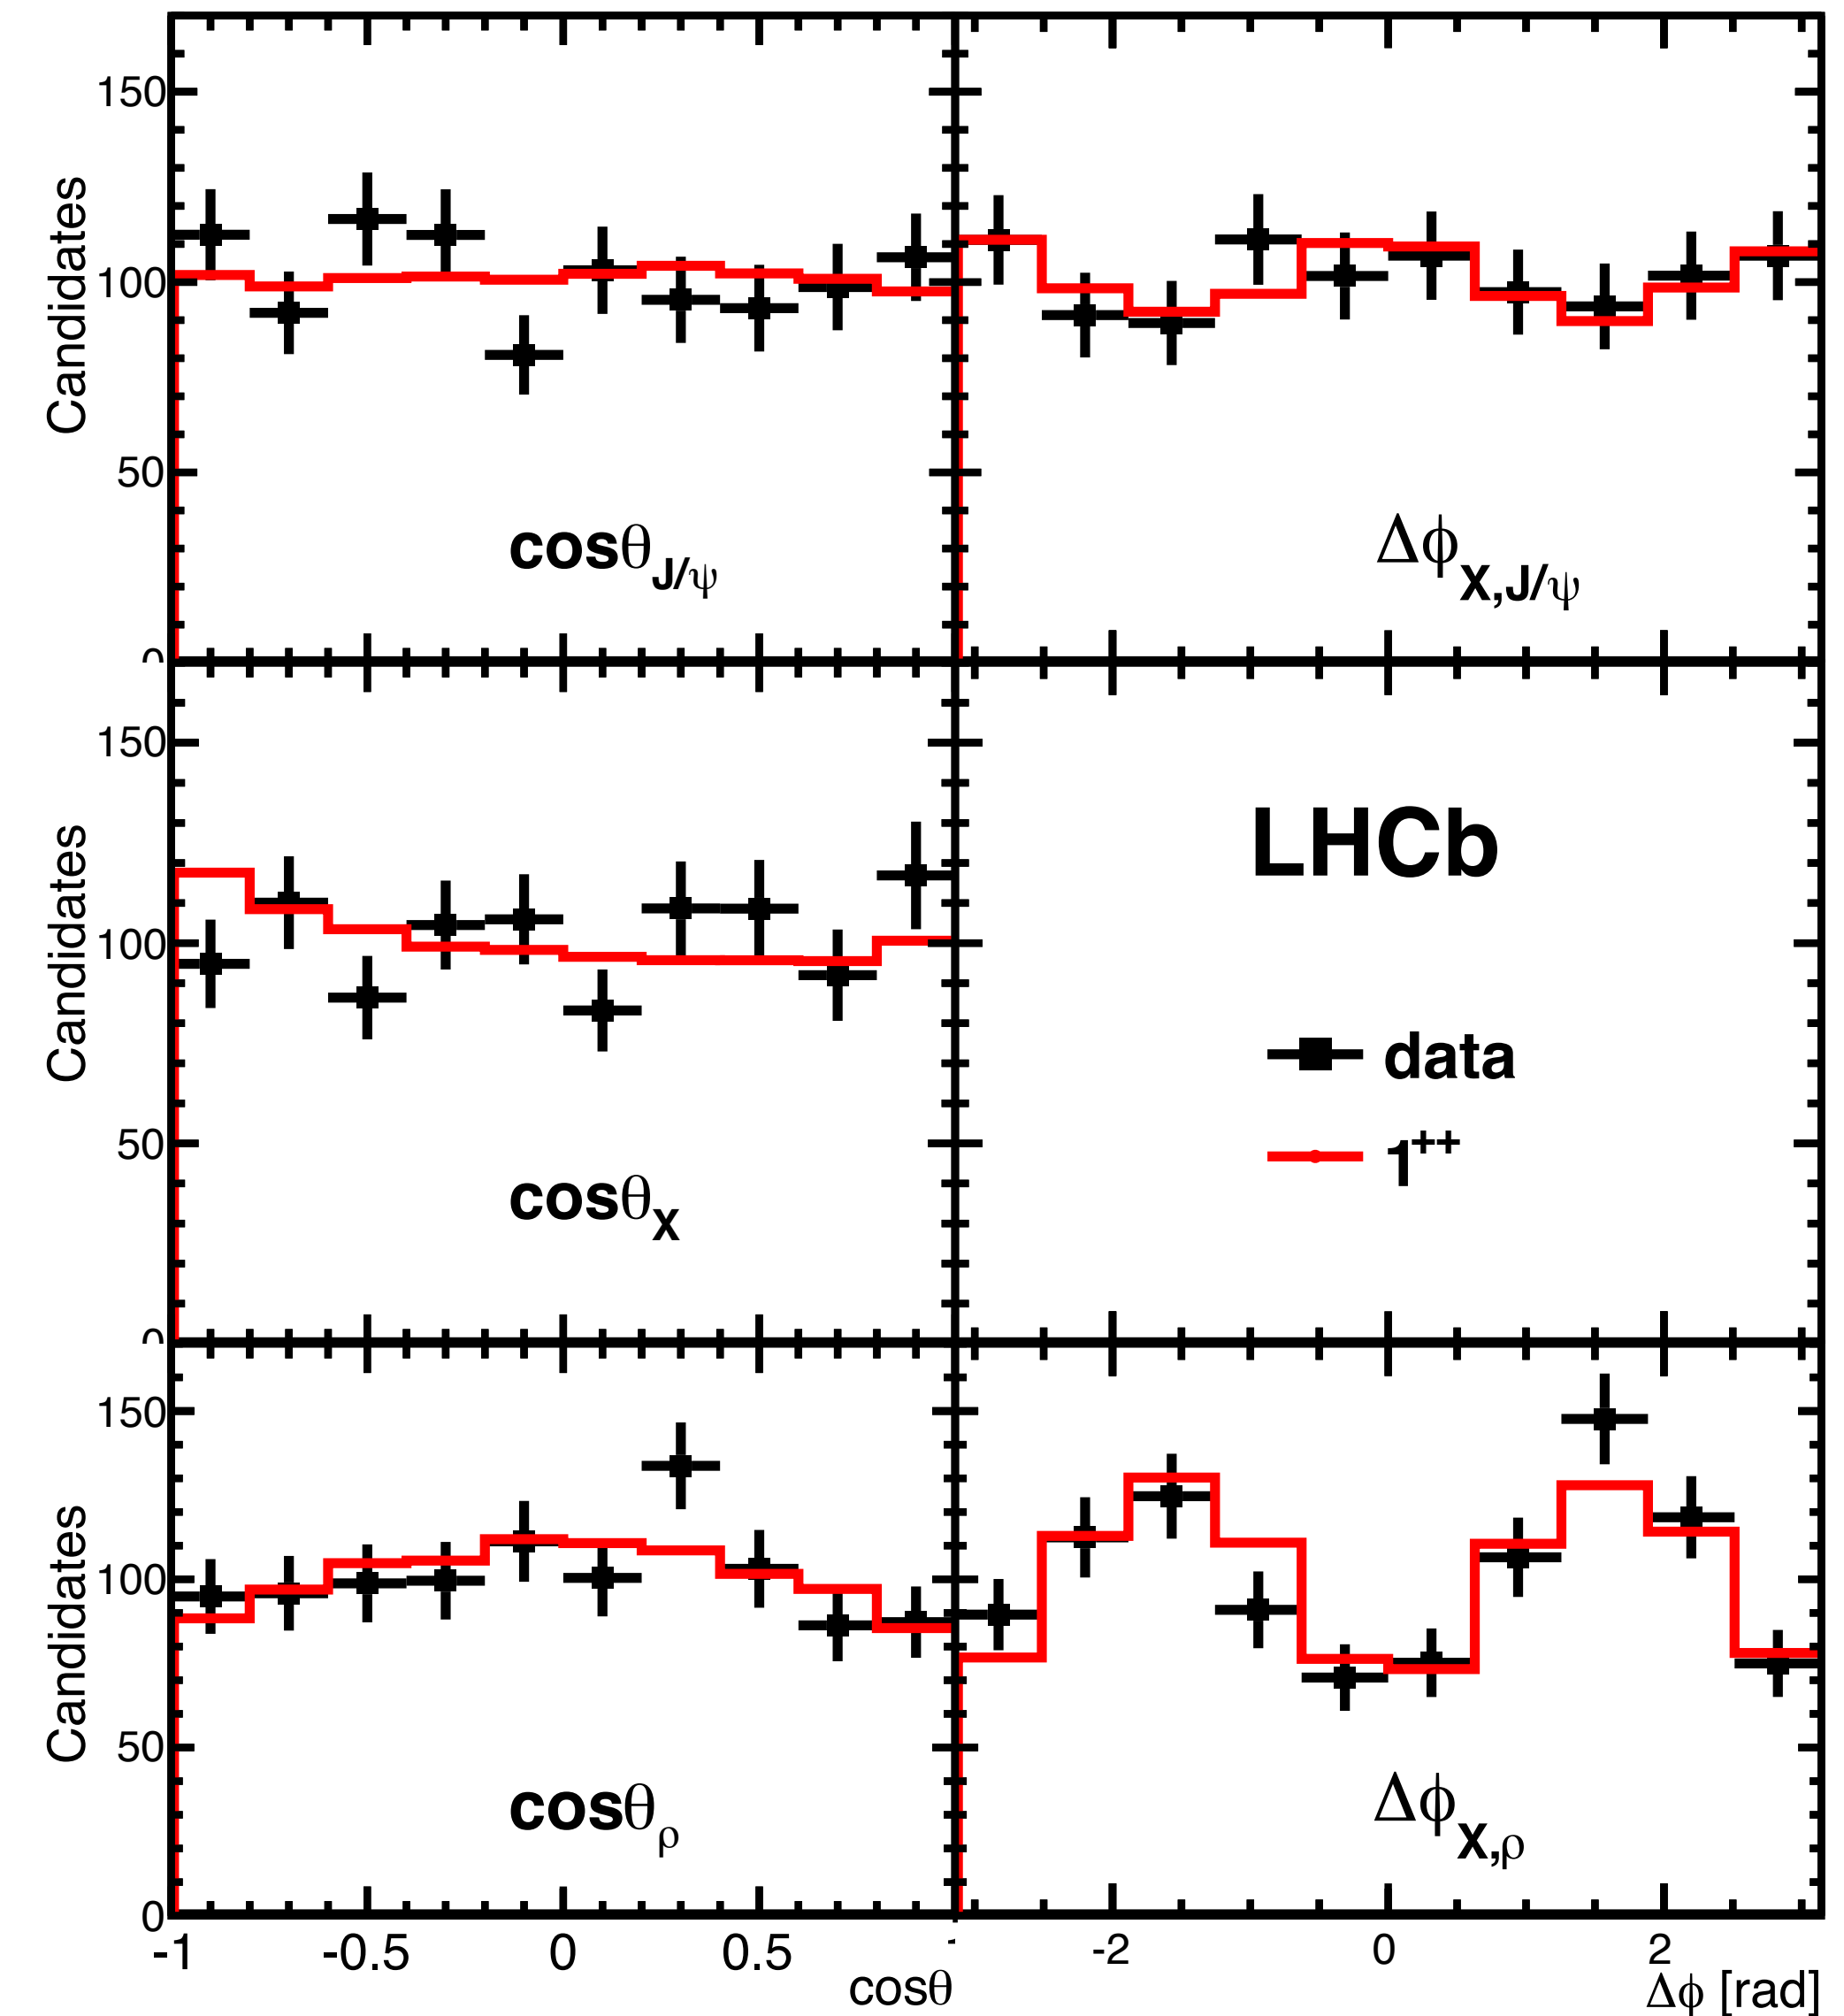 Candidates
150
100
50
0
cosθJ/ψ
ΔϕX,J/ψ
Candidates
150
100
50
0
cosθX
LHCb
data
1++
Candidates
150
100
50
0
cosθρ
ΔϕX,ρ
-1 -0.5 0 0.5 -2 0 2
cosθ Δϕ [rad]